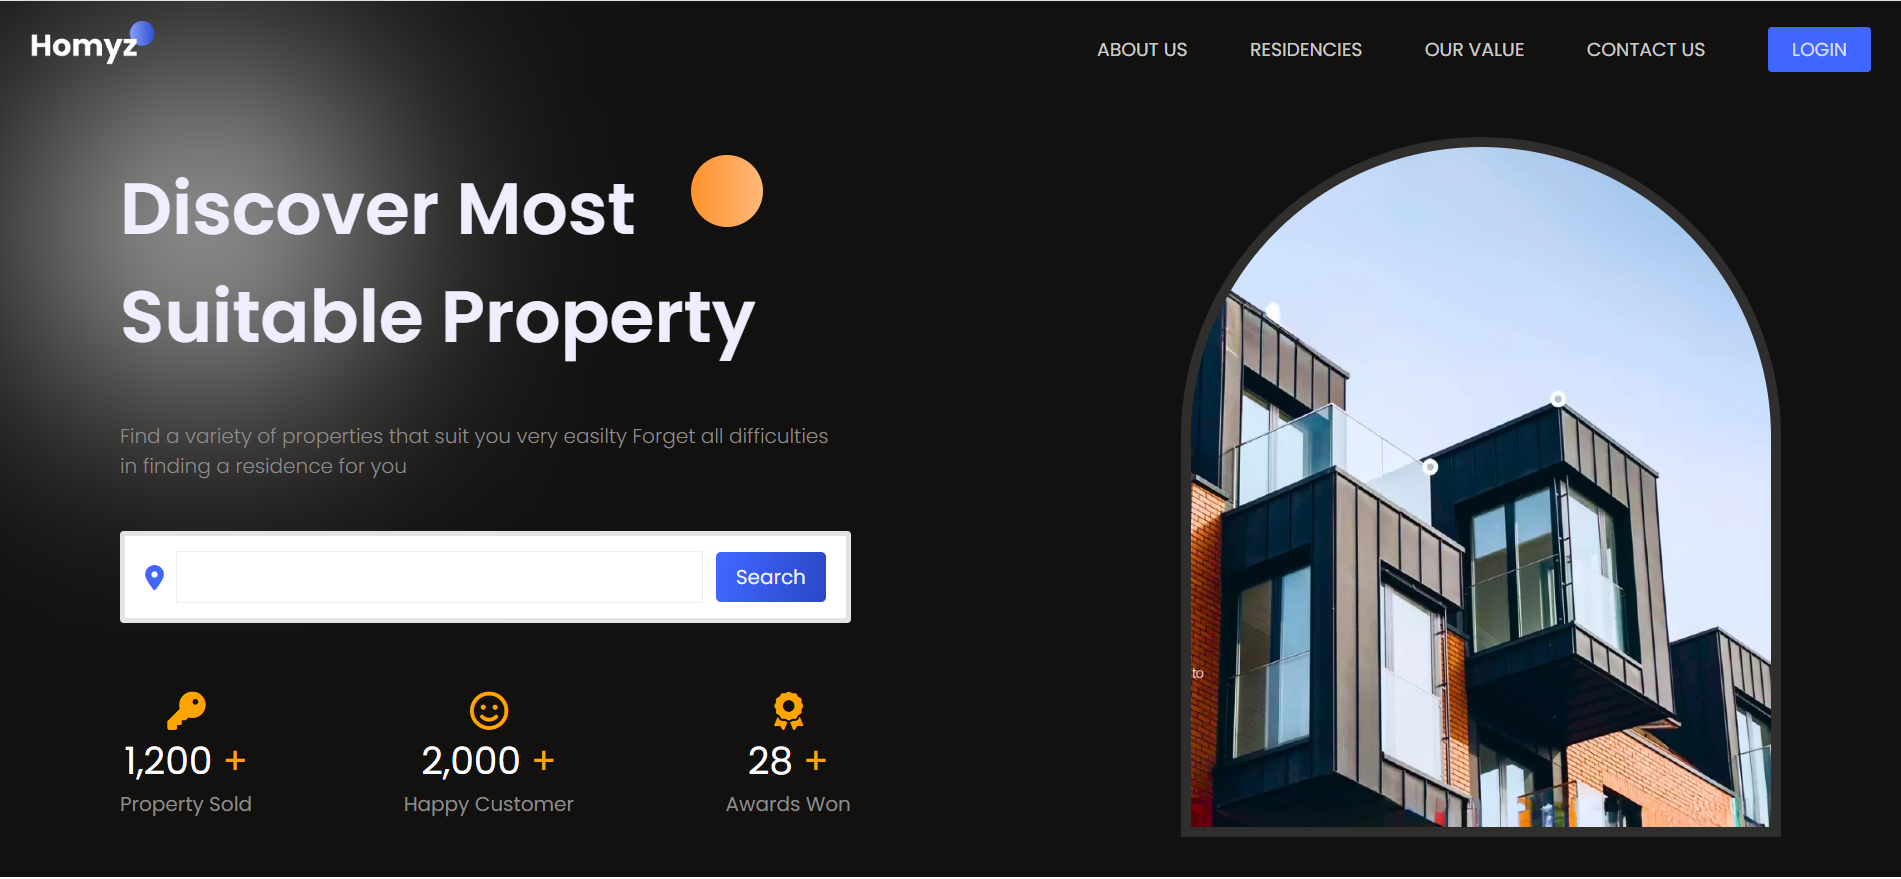 Homyz
ABOUT US
RESIDENCIES
OUR VALUE
CONTACT US
LOGIN
Discover Most
Suitable Property
Find a variety of properties that suit you very easilty Forget all difficulties
in finding a residence for you
Search
1,200 +
Property Sold
2,000 +
Happy Customer
28 +
Awards Won
to